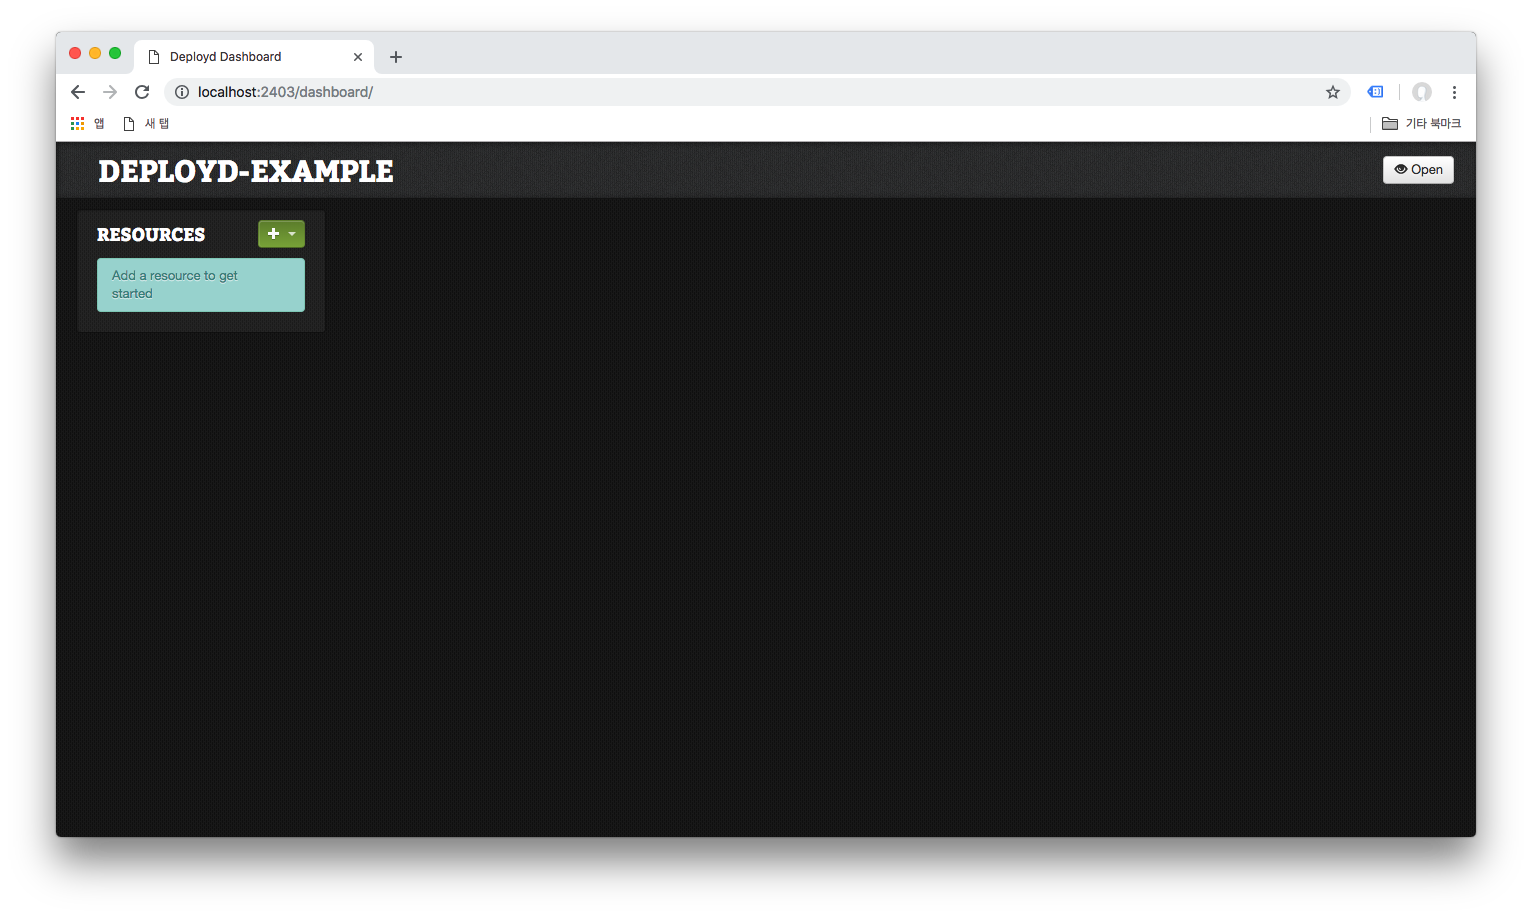 Deployd Dashboard
localhost:2403/dashboard/
앱 새 탭 기타 북마크
DEPLOYD-EXAMPLE Open
RESOURCES
Add a resource to get
started